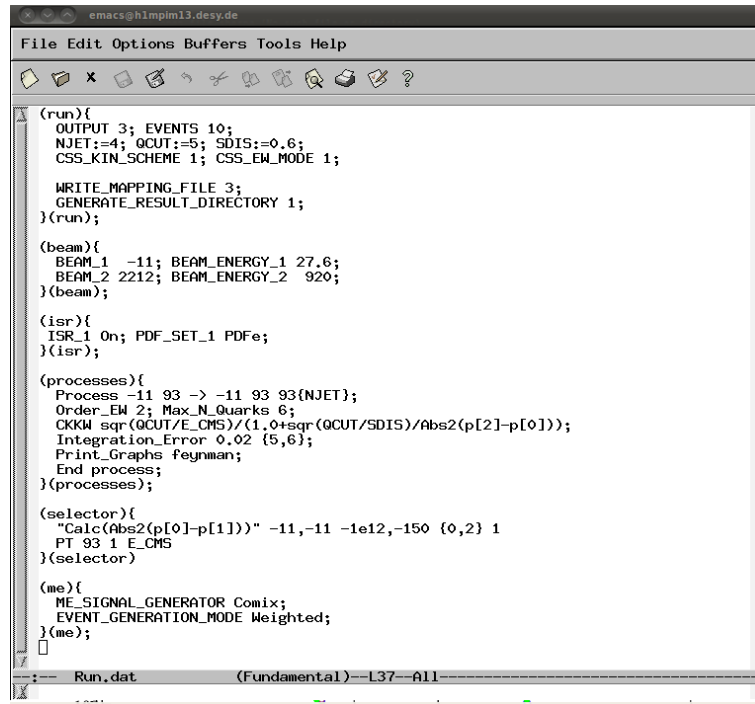 emacs@h1mpim13.desy.de
File Edit Options Buffers Tools Help
(run){
  OUTPUT 3; EVENTS 10;
  NJET:=4; QCUT:=5; SDIS:=0.6;
  CSS_KIN_SCHEME 1; CSS_EW_MODE 1;

  WRITE_MAPPING_FILE 3;
  GENERATE_RESULT_DIRECTORY 1;
}(run);

(beam){
  BEAM_1  -11; BEAM_ENERGY_1 27.6;
  BEAM_2 2212; BEAM_ENERGY_2  920;
}(beam);

(isr){
 ISR_1 On; PDF_SET_1 PDFe;
}(isr);

(processes){
  Process -11 93 -> -11 93 93{NJET};
  Order_EW 2; Max_N_Quarks 6;
  CKKW sqr(QCUT/E_CMS)/(1.0+sqr(QCUT/SDIS)/Abs2(p[2]-p[0]));
  Integration_Error 0.02 {5,6};
  Print_Graphs feynman;
  End process;
}(processes);

(selector){
  "Calc(Abs2(p[0]-p[1]))" -11,-11 -1e12,-150 {0,2} 1
  PT 93 1 E_CMS
}(selector)

(me){
  ME_SIGNAL_GENERATOR Comix;
  EVENT_GENERATION_MODE Weighted;
}(me);
--:--  Run.dat          (Fundamental)--L37--All----------------------------------